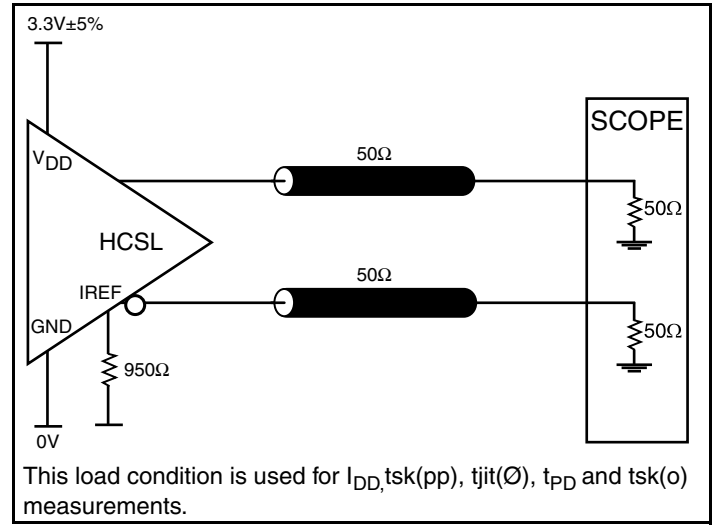 3.3V±5%
SCOPE
50Ω
VDD
50Ω
HCSL
50Ω
IREF
50Ω
GND
950Ω
0V
This load condition is used for IDD,tsk(pp), tjit(Ø), tPD and tsk(o)
measurements.